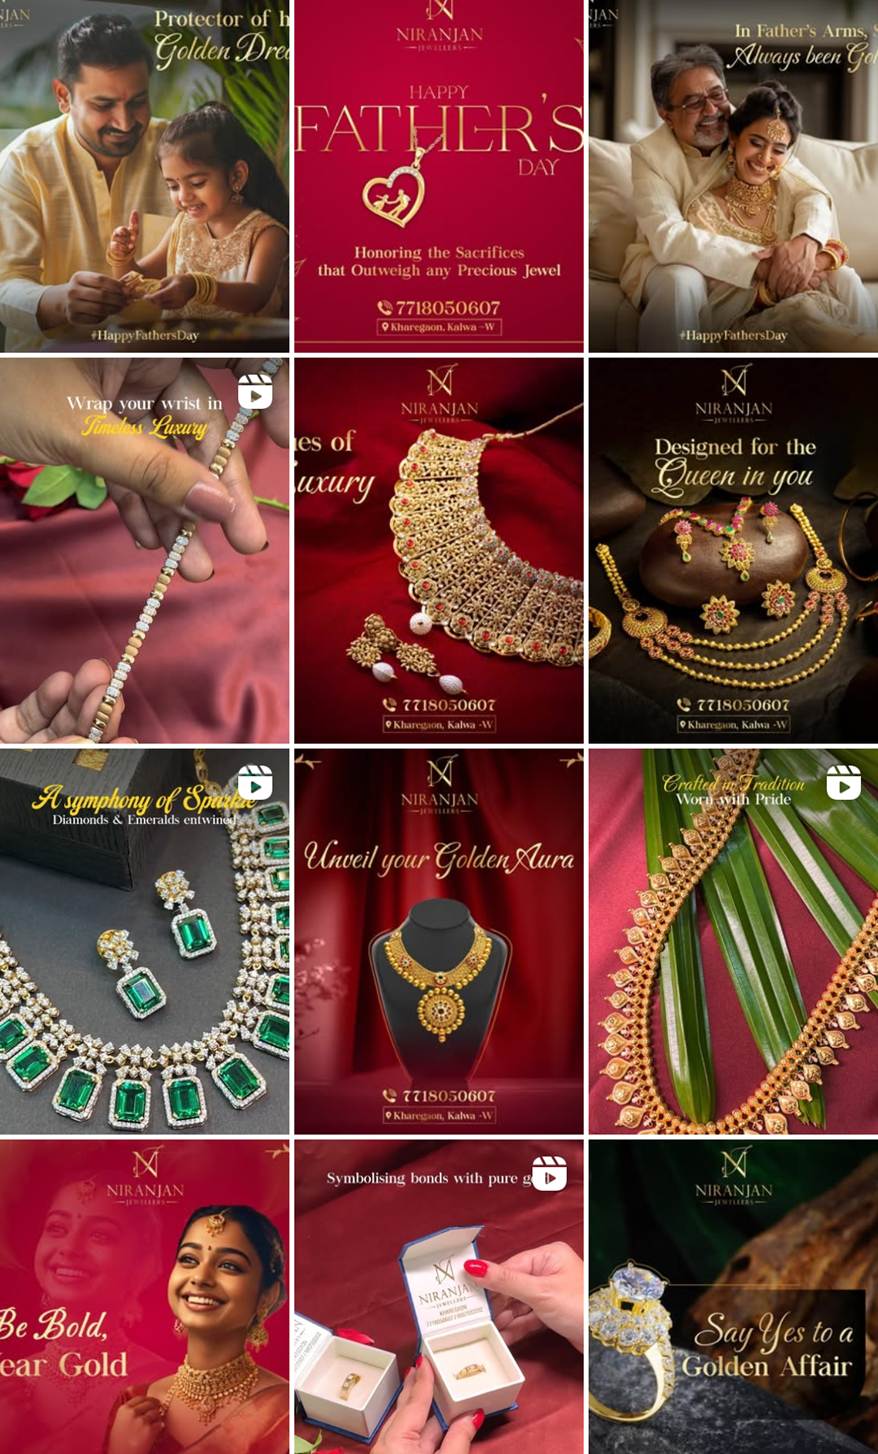 Protector of h
Golden Drea
#HappyFathersDay
NIRANJAN
JEWELLERS
HAPPY
FATHER'S
DAY
Honoring the Sacrifices
that Outweigh any Precious Jewel
7718050607
Kharegaon, Kalwa -W
JAN
In Father's Arms, S
Always been Gol
#HappyFathersDay
Wrap your wrist in
Timeless Luxury
NIRANJAN
JEWELLERS
es of
uxury
7718050607
Kharegaon, Kalwa -W
NIRANJAN
JEWELLERS
Designed for the
Queen in you
7718050607
Kharegaon, Kalwa -W
A symphony of Sparkle
Diamonds & Emeralds entwined
NIRANJAN
JEWELLERS
Unveil your Golden Aura
7718050607
Kharegaon, Kalwa -W
Crafted in Tradition
Worn with Pride
NIRANJAN
JEWELLERS
Be Bold,
ear Gold
Symbolising bonds with pure g
NIRANJAN
JEWELLERS
NIRANJAN
JEWELLERS
Say Yes to a
Golden Affair